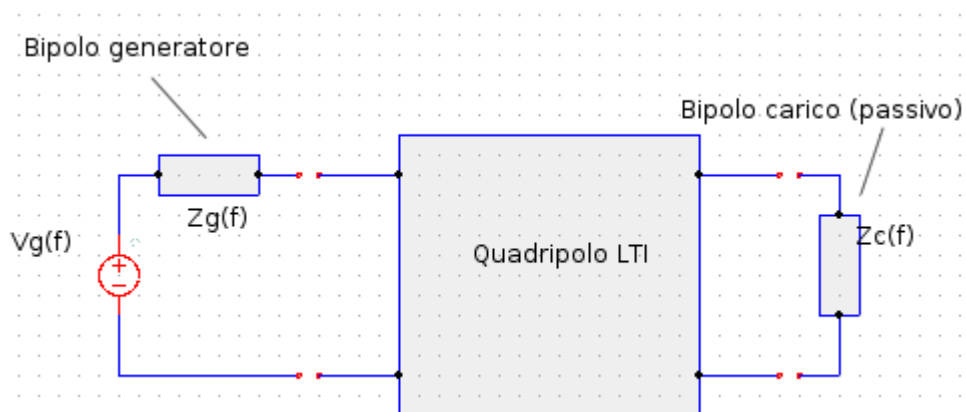 Bipolo generatore
Bipolo carico (passivo)
Zg(f)
Vg(f)
Quadripolo LTI
Zc(f)